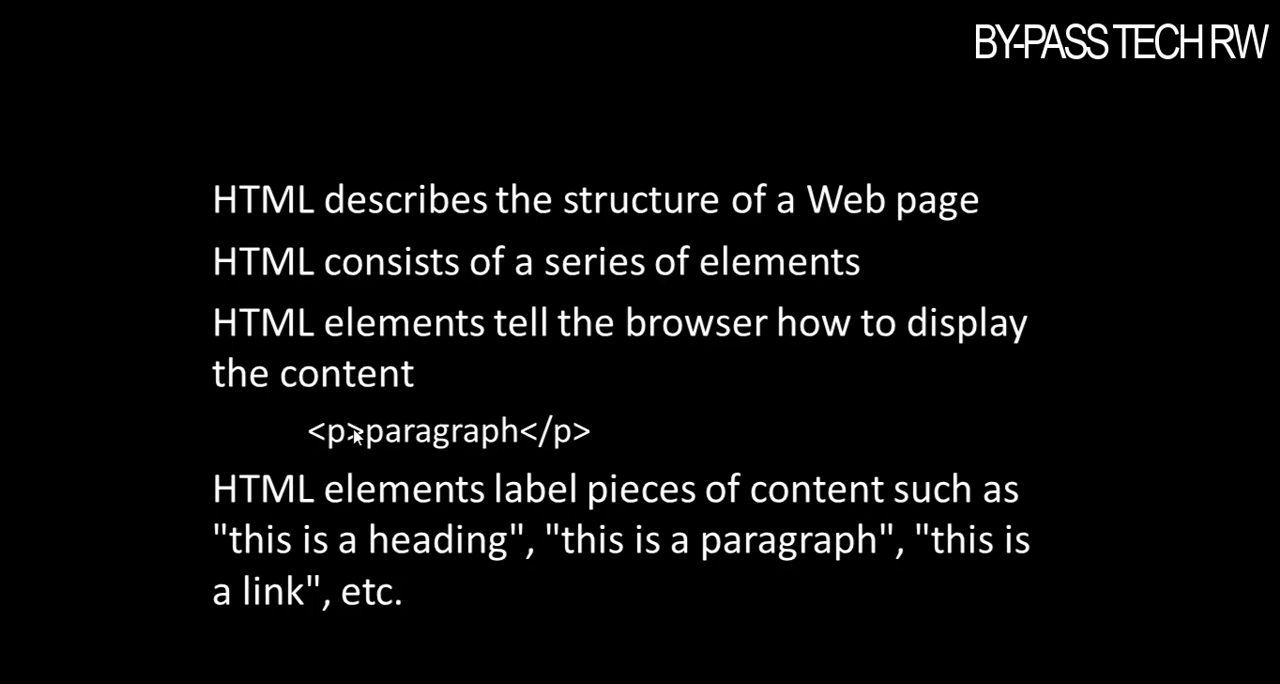 BY-PASS TECH RW
HTML describes the structure of a Web page
HTML consists of a series of elements
HTML elements tell the browser how to display
the content
<p>paragraph</p>
HTML elements label pieces of content such as
"this is a heading", "this is a paragraph", "this is
a link", etc.